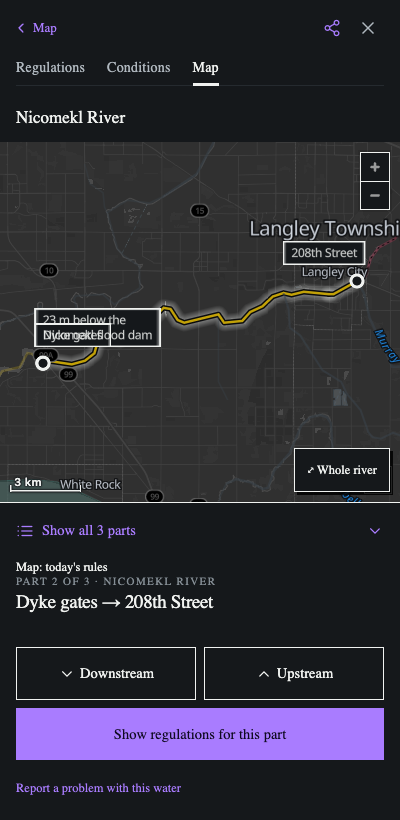 Map
Regulations
Conditions
Map
Nicomekl River
+
−
15
Langley Townshi
208th Street
10
Langley City
23 m below the
flood dam
Dyke gates
99
Murray
Whole river
3 km
White Rock
99
Show all 3 parts
Map: today's rules
PART 2 OF 3 · NICOMEKL RIVER
Dyke gates → 208th Street
Downstream
Upstream
Show regulations for this part
Report a problem with this water